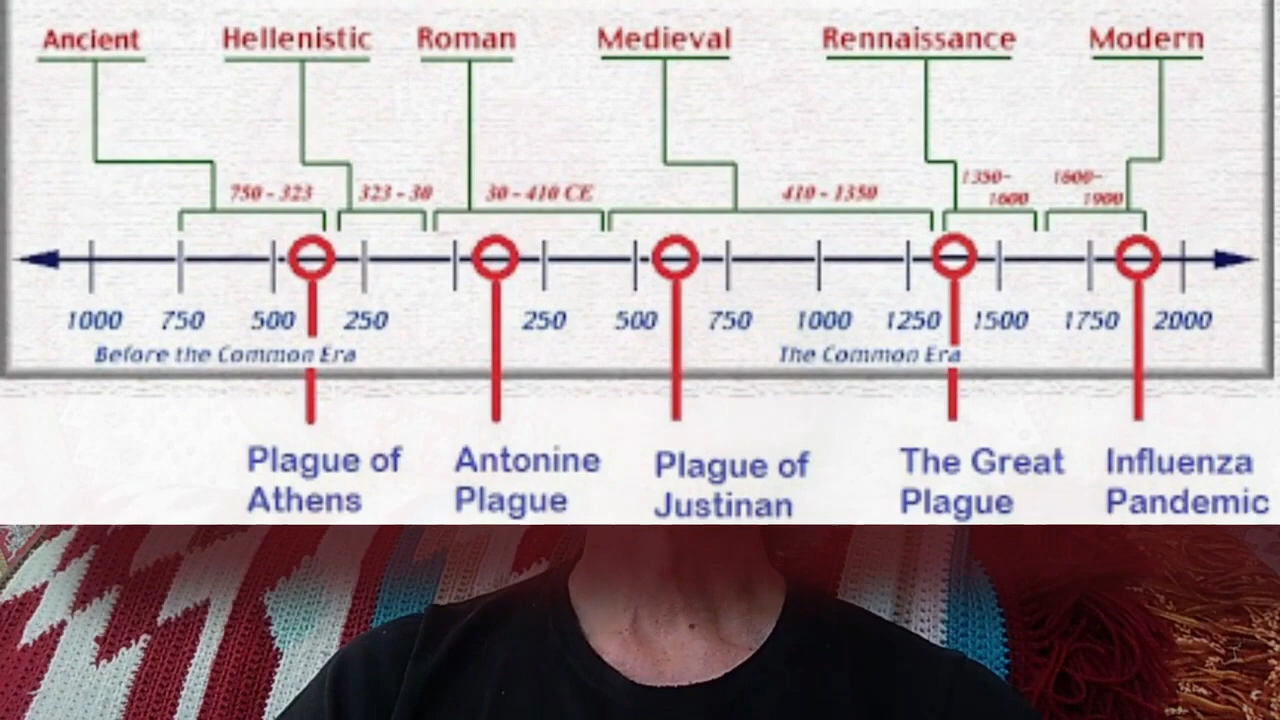 Ancient Hellenistic Roman Medieval Rennaissance Modern
750 - 323 323 - 30 30 - 410 CE 410 - 1350 1350- 1600 1600- 1900
1000 750 500 250 250 500 750 1000 1250 1500 1750 2000
Before the Common Era The Common Era
Plague of Athens
Antonine Plague
Plague of Justinan
The Great Plague
Influenza Pandemic